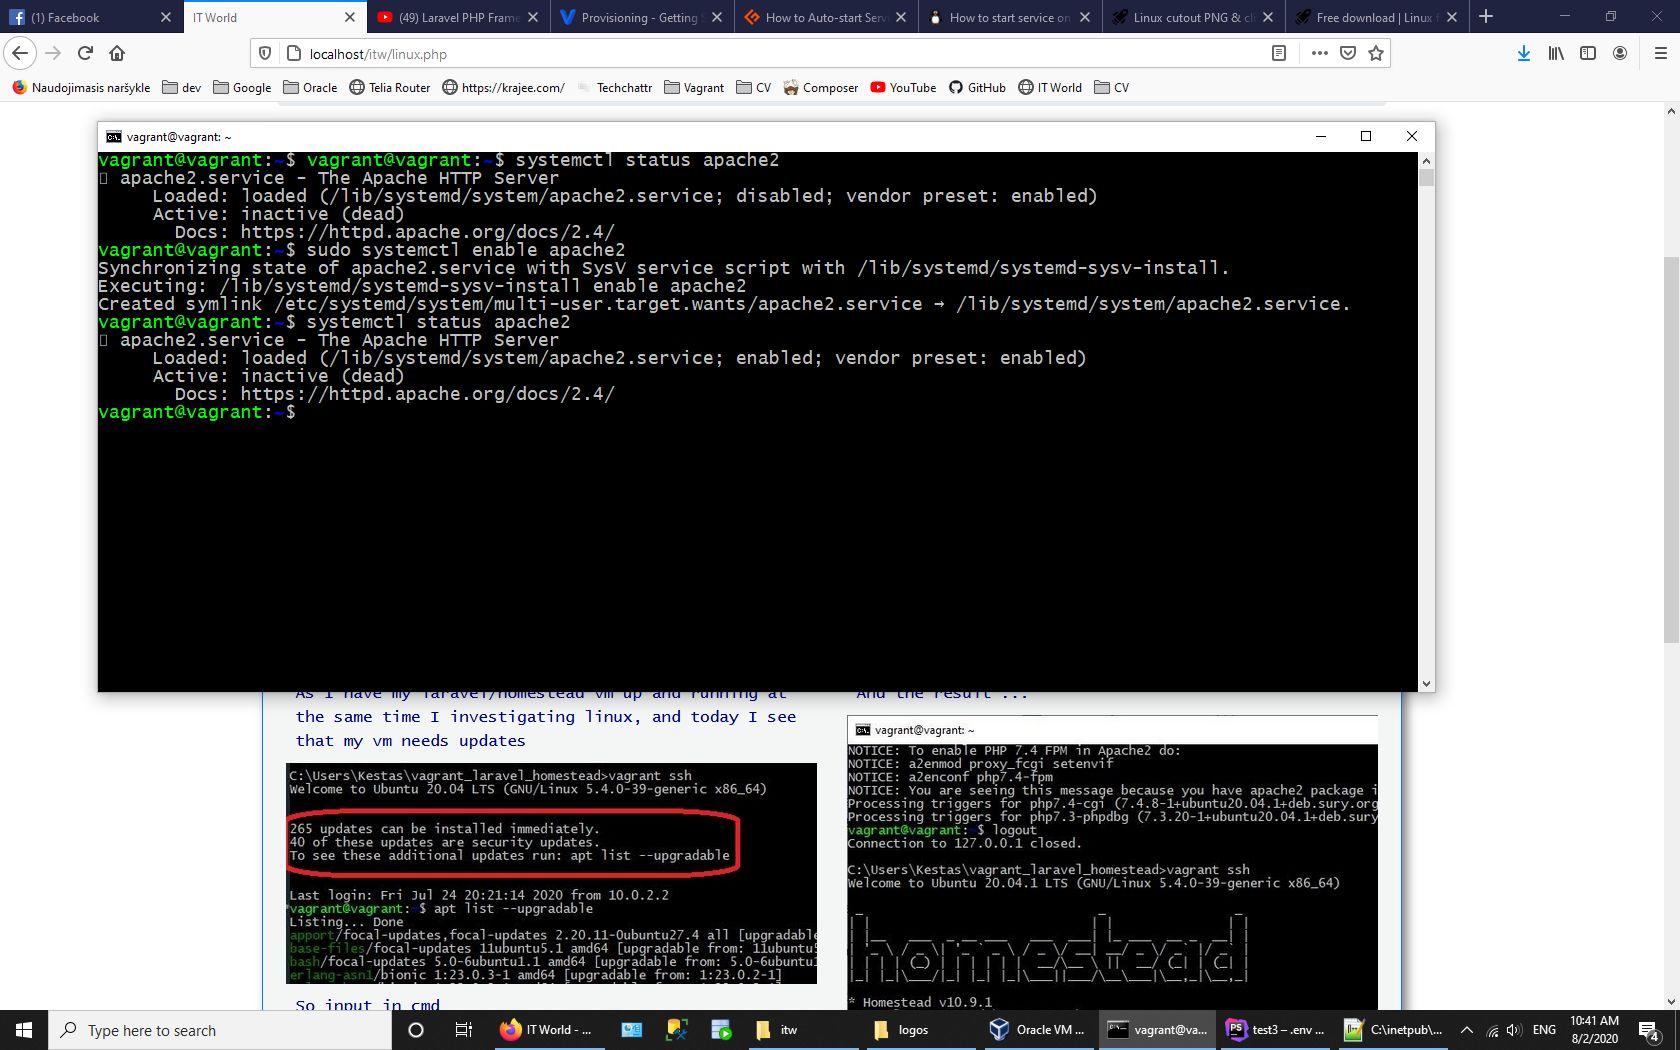 (1) Facebook
IT World
(49) Laravel PHP Frame
Provisioning - Getting S
How to Auto-start Serv
How to start service on
Linux cutout PNG & cli
Free download | Linux f
localhost/itw/linux.php
Naudojimasis naršykle
dev
Google
Oracle
Telia Router
https://krajee.com/
Techchattr
Vagrant
CV
Composer
YouTube
GitHub
IT World
CV
vagrant@vagrant: ~
vagrant@vagrant:~$ vagrant@vagrant:~$ systemctl status apache2
apache2.service - The Apache HTTP Server
Loaded: loaded (/lib/systemd/system/apache2.service; disabled; vendor preset: enabled)
Active: inactive (dead)
Docs: https://httpd.apache.org/docs/2.4/
vagrant@vagrant:~$ sudo systemctl enable apache2
Synchronizing state of apache2.service with SysV service script with /lib/systemd/systemd-sysv-install.
Executing: /lib/systemd/systemd-sysv-install enable apache2
Created symlink /etc/systemd/system/multi-user.target.wants/apache2.service → /lib/systemd/system/apache2.service.
vagrant@vagrant:~$ systemctl status apache2
apache2.service - The Apache HTTP Server
Loaded: loaded (/lib/systemd/system/apache2.service; enabled; vendor preset: enabled)
Active: inactive (dead)
Docs: https://httpd.apache.org/docs/2.4/
vagrant@vagrant:~$
As I have my laravel/homestead vm up and running at
the same time I investigating linux, and today I see
that my vm needs updates
C:\Users\Kestas\vagrant_laravel_homestead>vagrant ssh
Welcome to Ubuntu 20.04 LTS (GNU/Linux 5.4.0-39-generic x86_64)
265 updates can be installed immediately.
40 of these updates are security updates.
To see these additional updates run: apt list --upgradable
Last login: Fri Jul 24 20:21:14 2020 from 10.0.2.2
vagrant@vagrant:~$ apt list --upgradable
Listing... Done
apport/focal-updates,focal-updates 2.20.11-0ubuntu27.4 all [upgradable
base-files/focal-updates 11ubuntu5.1 amd64 [upgradable from: 11ubuntu5
bash/focal-updates 5.0-6ubuntu1.1 amd64 [upgradable from: 5.0-6ubuntu1
erlang-asn1/bionic 1:23.0.3-1 amd64 [upgradable from: 1:23.0.2-1]
So input in cmd
And the result ...
vagrant@vagrant: ~
NOTICE: To enable PHP 7.4 FPM in Apache2 do:
NOTICE: a2enmod proxy_fcgi setenvif
NOTICE: a2enconf php7.4-fpm
NOTICE: You are seeing this message because you have apache2 package i
Processing triggers for php7.4-cgi (7.4.8-1+ubuntu20.04.1+deb.sury.org
Processing triggers for php7.3-phpdbg (7.3.20-1+ubuntu20.04.1+deb.sury
vagrant@vagrant:~$ logout
Connection to 127.0.0.1 closed.
C:\Users\Kestas\vagrant_laravel_homestead>vagrant ssh
Welcome to Ubuntu 20.04.1 LTS (GNU/Linux 5.4.0-39-generic x86_64)
homestead
* Homestead v10.9.1
Type here to search
IT World - ...
itw
logos
Oracle VM ...
vagrant@va...
PS
test3 – .env ...
C:\inetpub\...
ENG
10:41 AM
8/2/2020
4